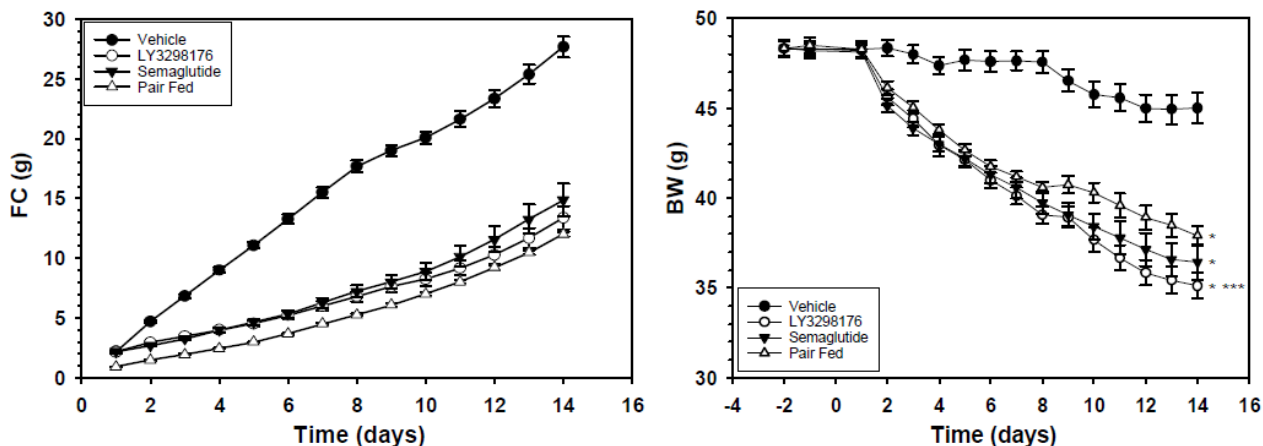 30
25
20
15
10
5
0
FC (g)
Vehicle
LY3298176
Semaglutide
Pair Fed
0 2 4 6 8 10 12 14 16
Time (days)
50
45
40
35
30
BW (g)
*
*
* ***
Vehicle
LY3298176
Semaglutide
Pair Fed
-4 -2 0 2 4 6 8 10 12 14 16
Time (days)